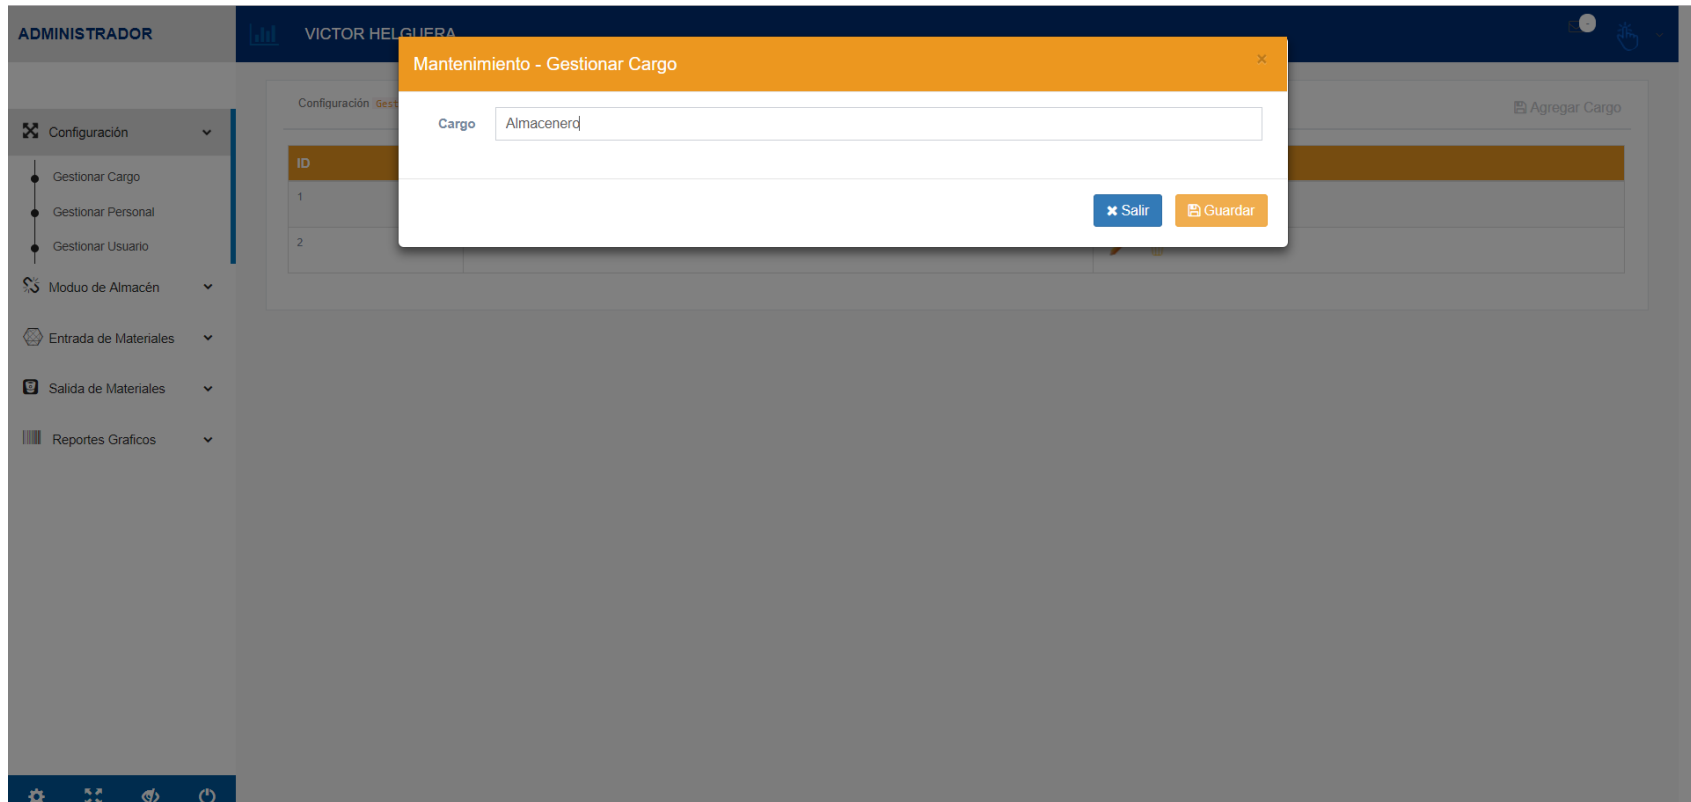 ADMINISTRADOR
VICTOR HELGUERA
Mantenimiento - Gestionar Cargo
×
Configuración Gest
Agregar Cargo
Cargo
Almacenero
Configuración
ID
Gestionar Cargo
1
Gestionar Personal
Salir
Guardar
2
Gestionar Usuario
Moduo de Almacén
Entrada de Materiales
Salida de Materiales
Reportes Graficos